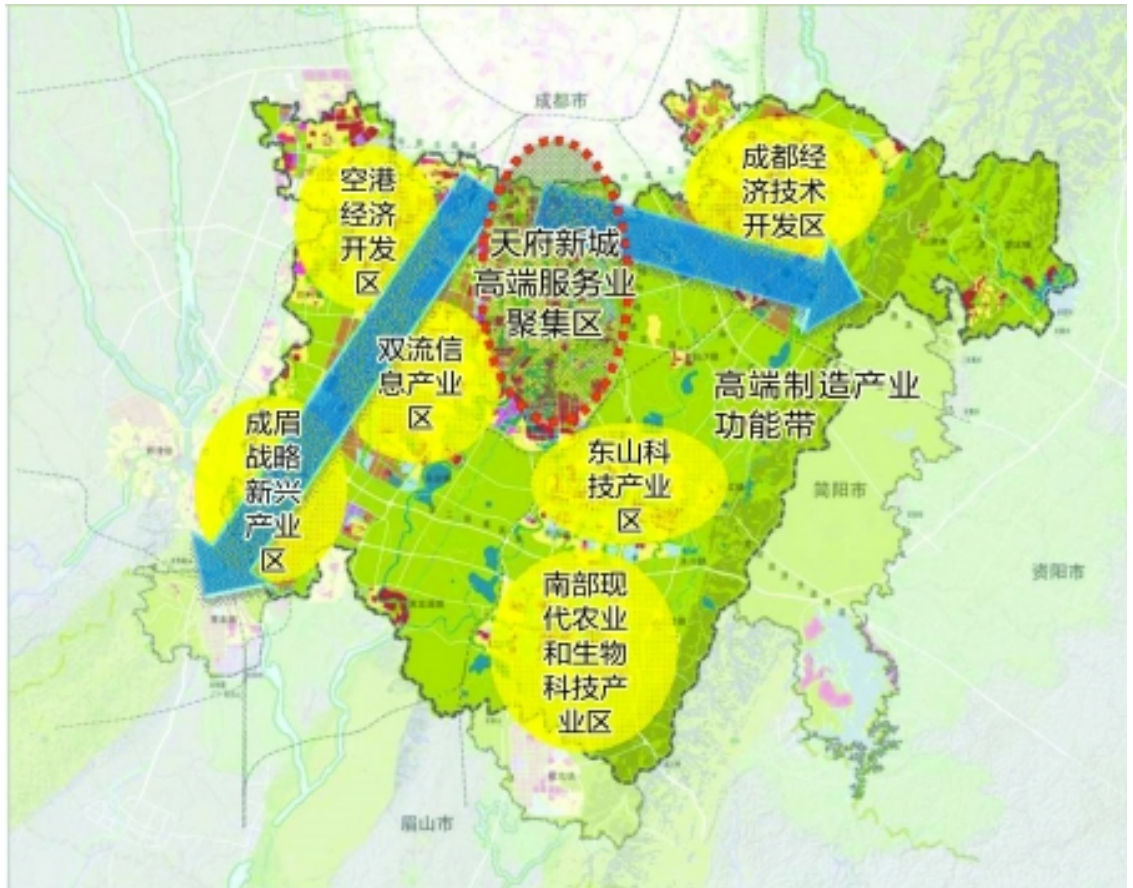 成都市
空港
经济
开发
区
成都经
济技术
开发区
天府新城
高端服务业
聚集区
双流信
息产业
区
高端制造产业
功能带
成眉
战略
新兴
产业
区
东山科
技产业
区
简阳市
资阳市
南部现
代农业
和生物
科技产
业区
眉山市